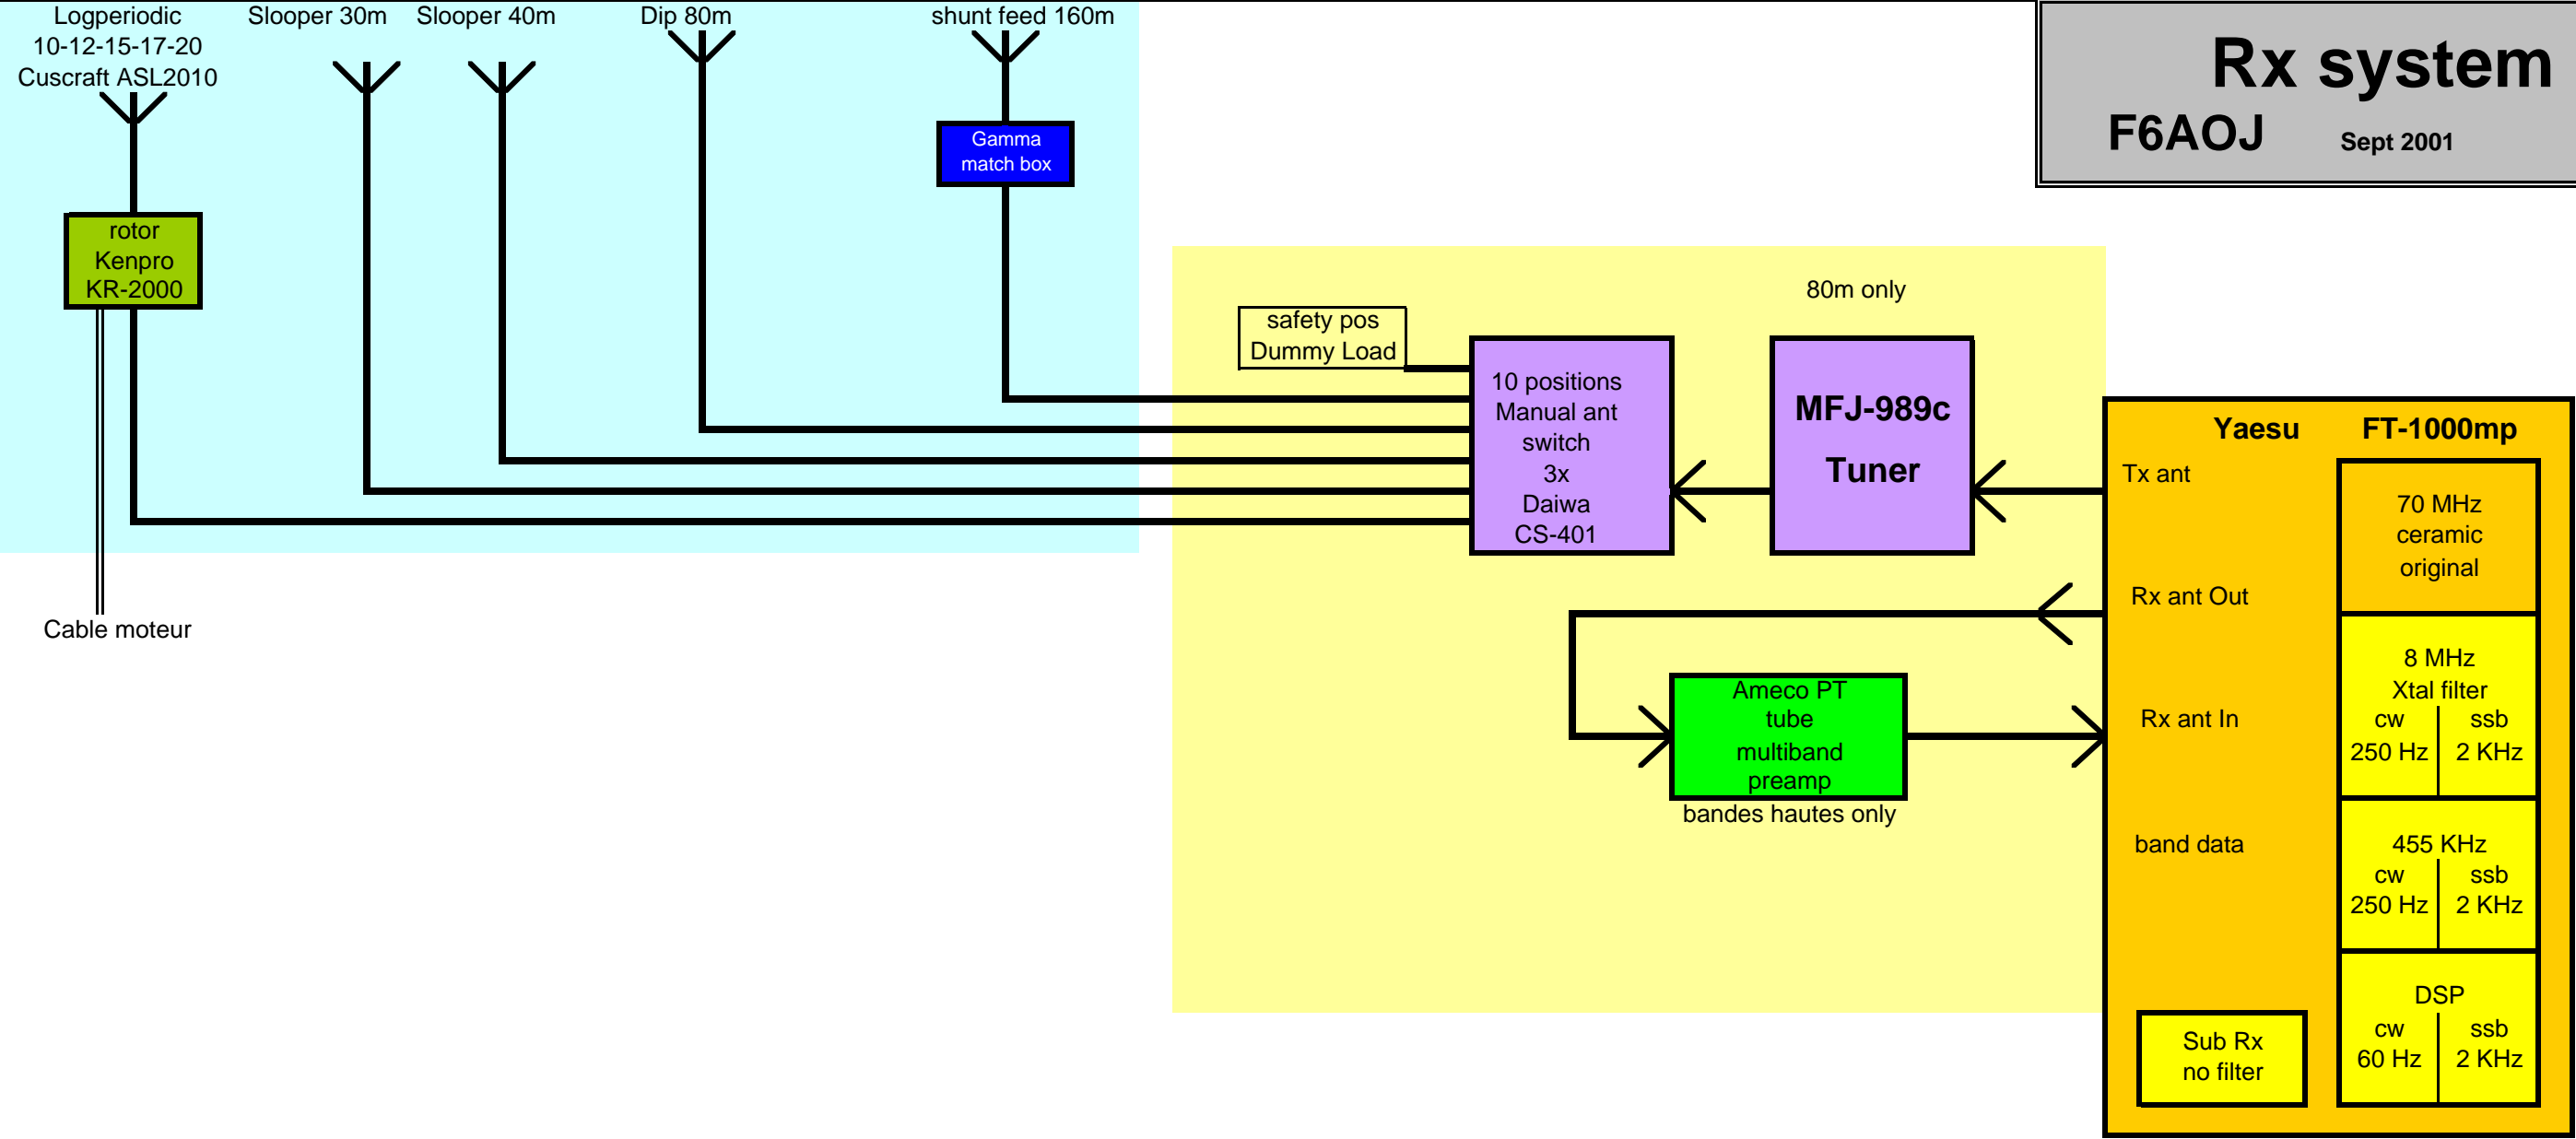 Logperiodic
10-12-15-17-20
Cuscraft ASL2010
Slooper 30m
Slooper 40m
Dip 80m
shunt feed 160m
Rx system
F6AOJ Sept 2001
Gamma
match box
rotor
Kenpro
KR-2000
Cable moteur
safety pos
Dummy Load
10 positions
Manual ant
switch
3x
Daiwa
CS-401
80m only
MFJ-989c
Tuner
Yaesu FT-1000mp
Tx ant
Rx ant Out
Rx ant In
band data
Ameco PT
tube
multiband
preamp
bandes hautes only
70 MHz
ceramic
original
8 MHz
Xtal filter
cw ssb
250 Hz 2 KHz
455 KHz
cw ssb
250 Hz 2 KHz
DSP
cw ssb
60 Hz 2 KHz
Sub Rx
no filter